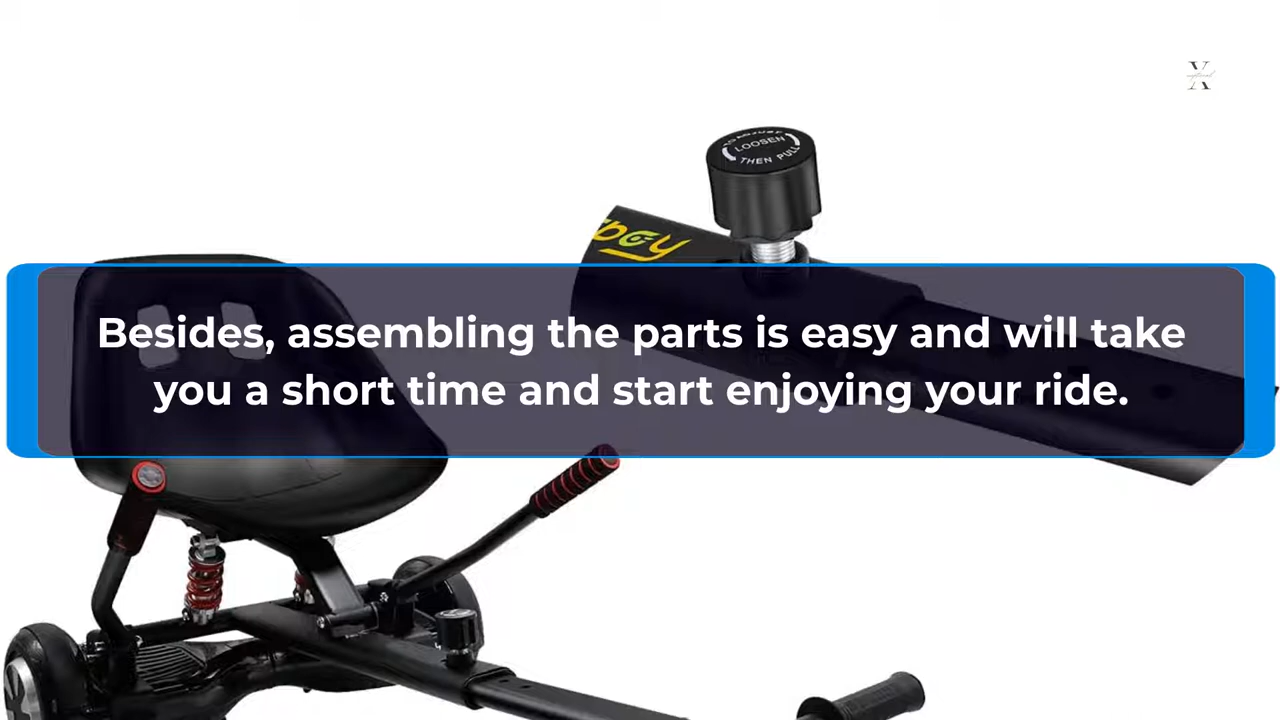 LOOSEN
THEN PULL
Besides, assembling the parts is easy and will take
you a short time and start enjoying your ride.